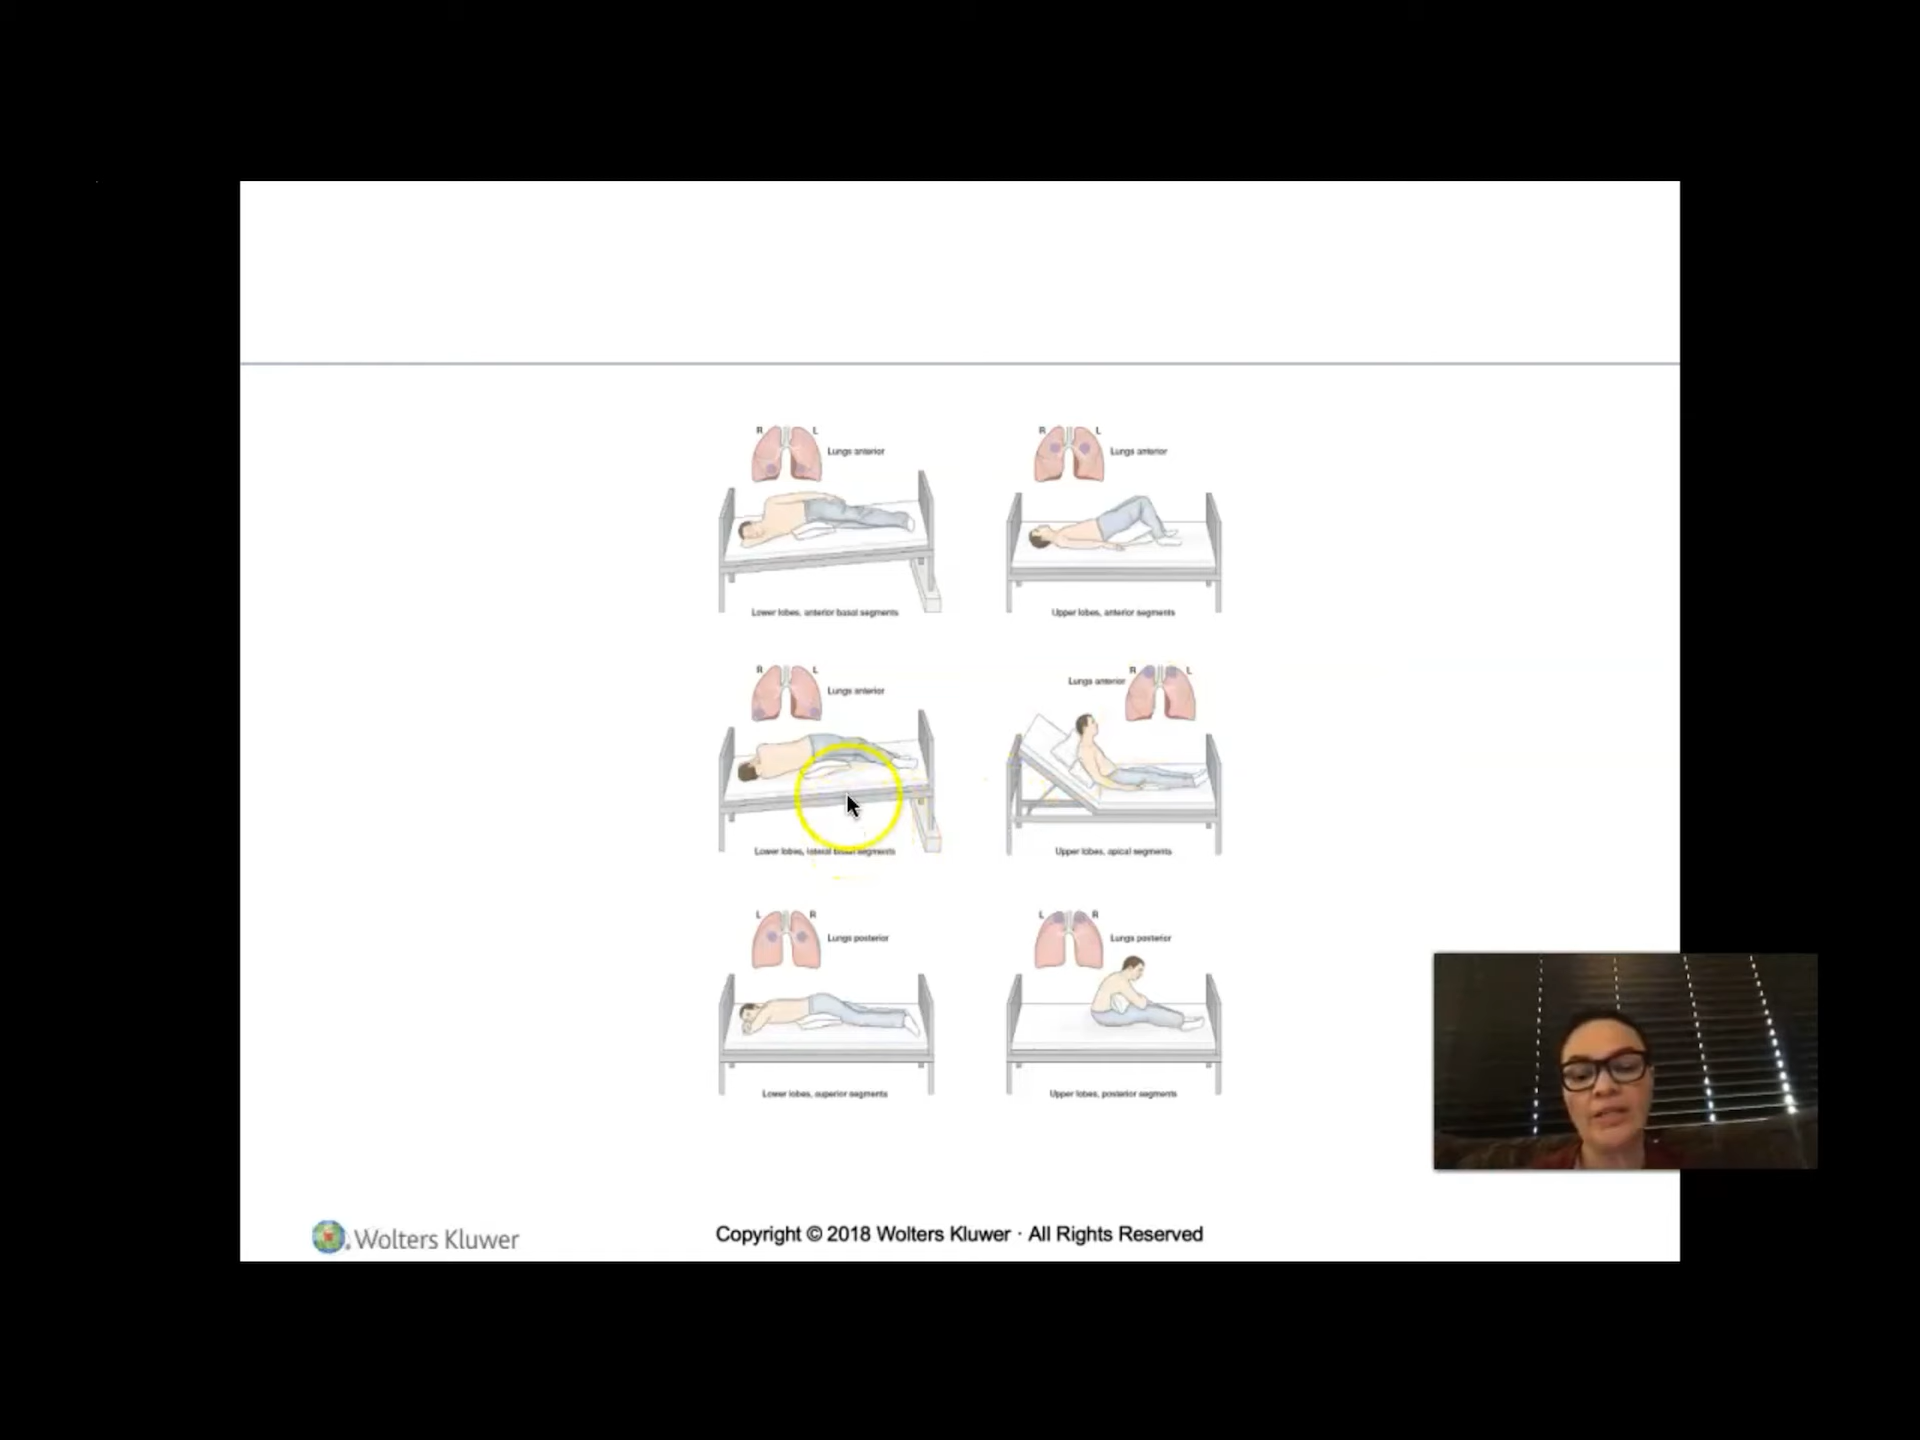 R L
Lungs anterior
Lower lobes, anterior basal segments
R L
Lungs anterior
Upper lobes, anterior segments
R L
Lungs anterior
Lower lobes, lateral basal segments
R L
Lungs anterior
Upper lobes, apical segments
L R
Lungs posterior
Lower lobes, superior segments
L R
Lungs posterior
Upper lobes, posterior segments
Wolters Kluwer
Copyright © 2018 Wolters Kluwer · All Rights Reserved